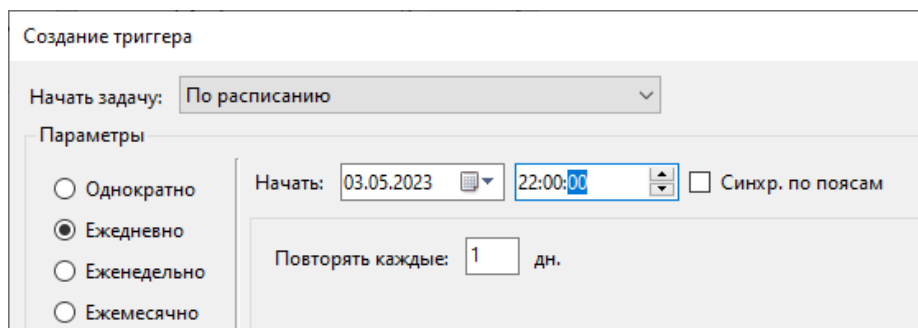 Создание триггера
Начать задачу: По расписанию
Параметры
Однократно
Ежедневно
Еженедельно
Ежемесячно
Начать: 03.05.2023 22:00:00 Синхр. по поясам
Повторять каждые: 1 дн.